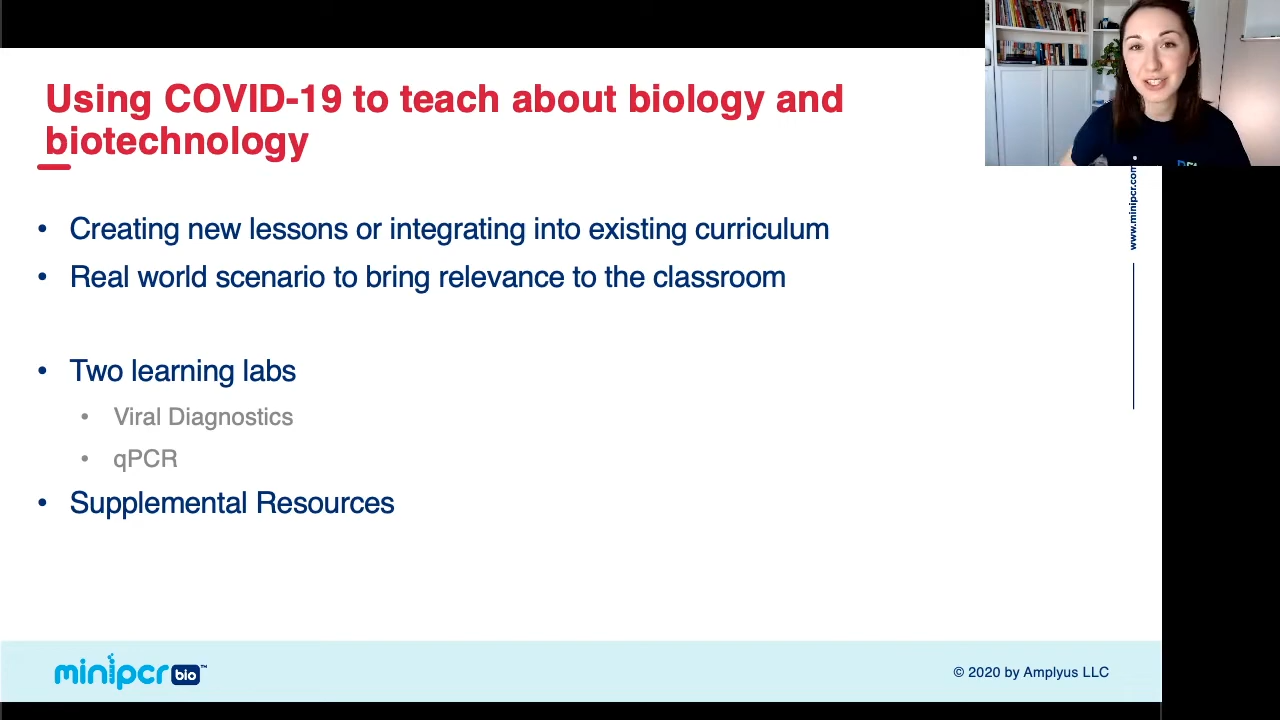 Using COVID-19 to teach about biology and
biotechnology
• Creating new lessons or integrating into existing curriculum
• Real world scenario to bring relevance to the classroom
• Two learning labs
• Viral Diagnostics
• qPCR
• Supplemental Resources
www.minipcr.com
minipcr bio™
© 2020 by Amplyus LLC